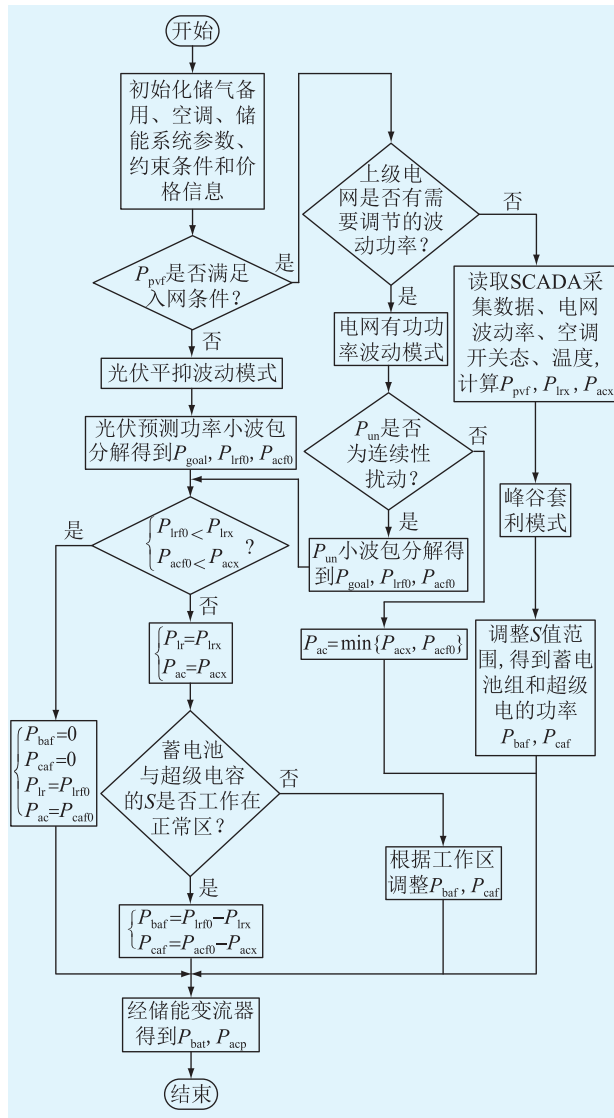 开始
初始化储气备
用、空调、储
能系统参数、
约束条件和价
格信息
P_pvf是否满足
入网条件?
是
否
光伏平抑波动模式
光伏预测功率小波包
分解得到P_goal, P_lrf0, P_acf0
P_lrf0<P_lrx
P_acf0<P_acx
?
是
否
P_lr=P_lrx
P_ac=P_acx
P_baf=0
P_caf=0
P_lr=P_lrf0
P_ac=P_caf0
蓄电池
与超级电容
的S是否工作在
正常区?
否
是
P_baf=P_lrf0−P_lrx
P_caf=P_acf0−P_acx
根据工作区
调整P_baf, P_caf
经储能变流器
得到P_bat, P_acp
结束
上级电
网是否有需
要调节的波
动功率?
否
是
电网有功功
率波动模式
P_un是否
为连续性
扰动?
否
是
P_un小波包分解得
到P_goal, P_lrf0, P_acf0
P_ac=min{P_acx, P_acf0}
读取SCADA采
集数据、电网
波动率、空调
开关态、温度,
计算P_pvf, P_lrx, P_acx
峰谷套
利模式
调整S值范
围,得到蓄电
池组和超级
电的功率
P_baf, P_caf